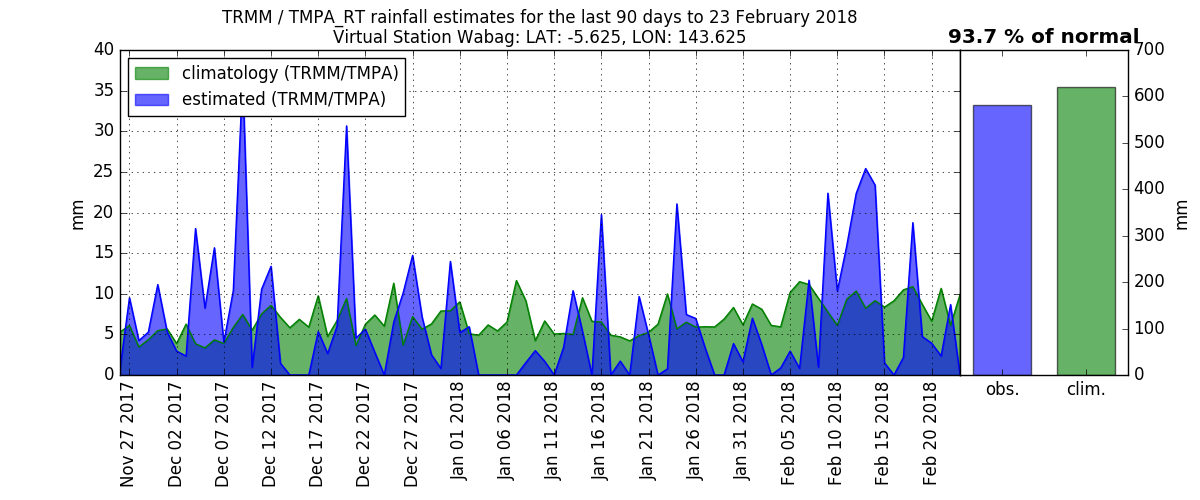 TRMM / TMPA_RT rainfall estimates for the last 90 days to 23 February 2018
Virtual Station Wabag: LAT: -5.625, LON: 143.625
93.7 % of normal
climatology (TRMM/TMPA)
estimated (TRMM/TMPA)
mm
40
35
30
25
20
15
10
5
0
Nov 27 2017
Dec 02 2017
Dec 07 2017
Dec 12 2017
Dec 17 2017
Dec 22 2017
Dec 27 2017
Jan 01 2018
Jan 06 2018
Jan 11 2018
Jan 16 2018
Jan 21 2018
Jan 26 2018
Jan 31 2018
Feb 05 2018
Feb 10 2018
Feb 15 2018
Feb 20 2018
obs.
clim.
700
600
500
400
300
200
100
0
mm